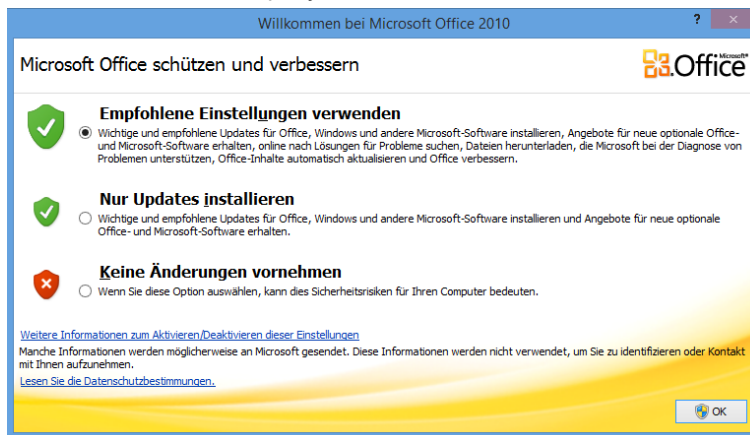 Willkommen bei Microsoft Office 2010
?
×
Microsoft Office schützen und verbessern
Microsoft®
Office
Empfohlene Einstellungen verwenden
Wichtige und empfohlene Updates für Office, Windows und andere Microsoft-Software installieren, Angebote für neue optionale Office-
und Microsoft-Software erhalten, online nach Lösungen für Probleme suchen, Dateien herunterladen, die Microsoft bei der Diagnose von
Problemen unterstützen, Office-Inhalte automatisch aktualisieren und Office verbessern.
Nur Updates installieren
Wichtige und empfohlene Updates für Office, Windows und andere Microsoft-Software installieren und Angebote für neue optionale
Office- und Microsoft-Software erhalten.
Keine Änderungen vornehmen
Wenn Sie diese Option auswählen, kann dies Sicherheitsrisiken für Ihren Computer bedeuten.
Weitere Informationen zum Aktivieren/Deaktivieren dieser Einstellungen
Manche Informationen werden möglicherweise an Microsoft gesendet. Diese Informationen werden nicht verwendet, um Sie zu identifizieren oder Kontakt
mit Ihnen aufzunehmen.
Lesen Sie die Datenschutzbestimmungen.
OK